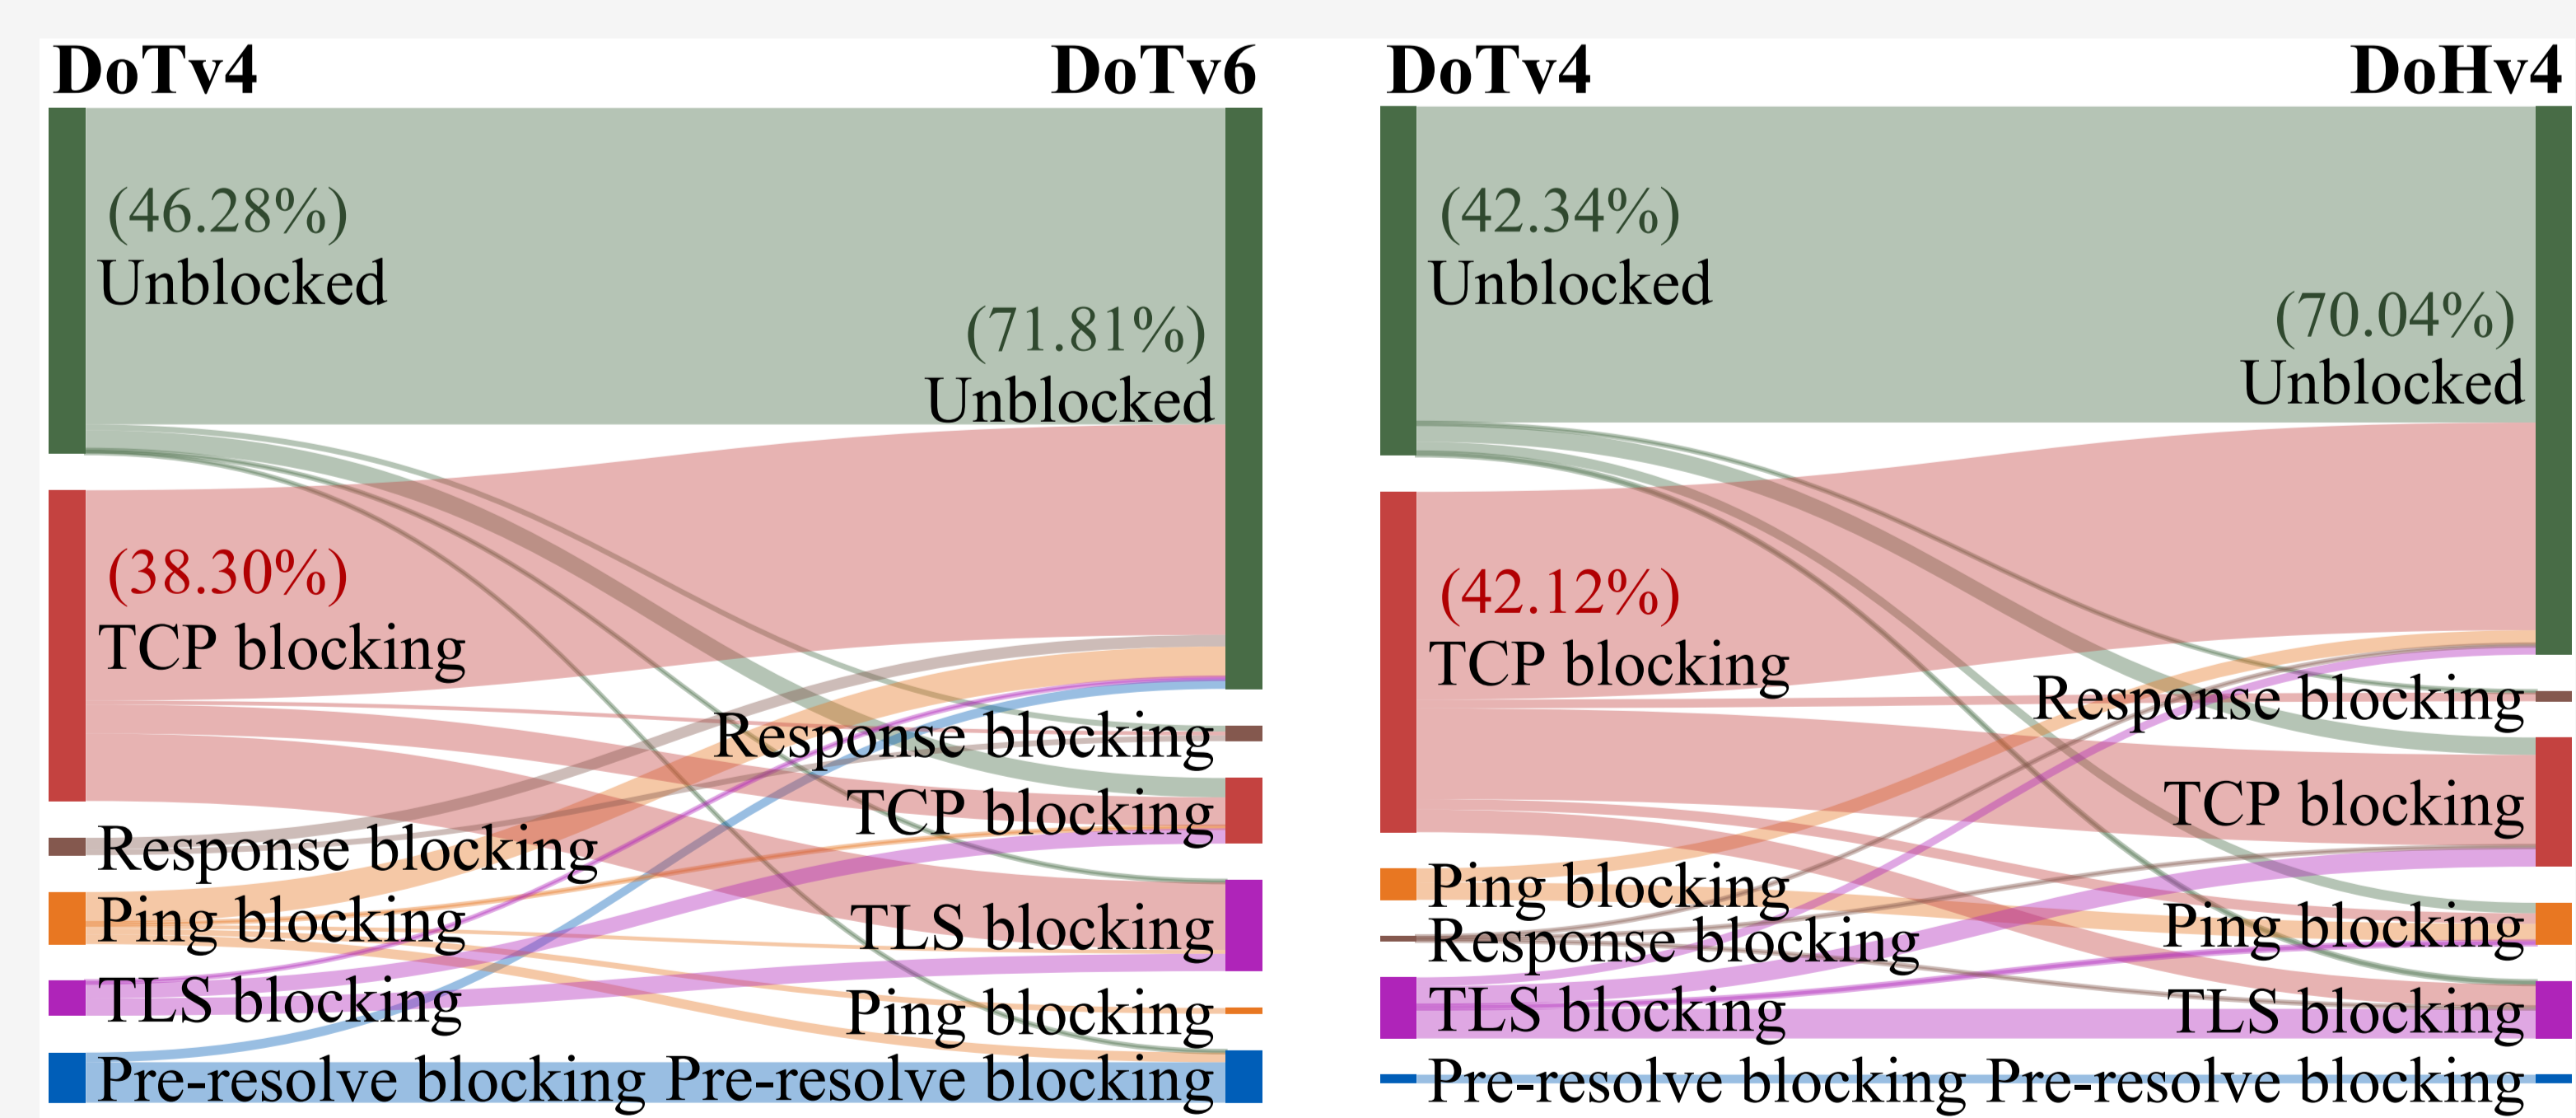 DoTv4
DoTv6
(46.28%)
Unblocked
(71.81%)
Unblocked
(38.30%)
TCP blocking
Response blocking
TCP blocking
Response blocking
Ping blocking
TLS blocking
TLS blocking
Ping blocking
Pre-resolve blocking
Pre-resolve blocking
DoTv4
DoHv4
(42.34%)
Unblocked
(70.04%)
Unblocked
(42.12%)
TCP blocking
Response blocking
TCP blocking
Ping blocking
Response blocking
Ping blocking
TLS blocking
TLS blocking
Pre-resolve blocking
Pre-resolve blocking